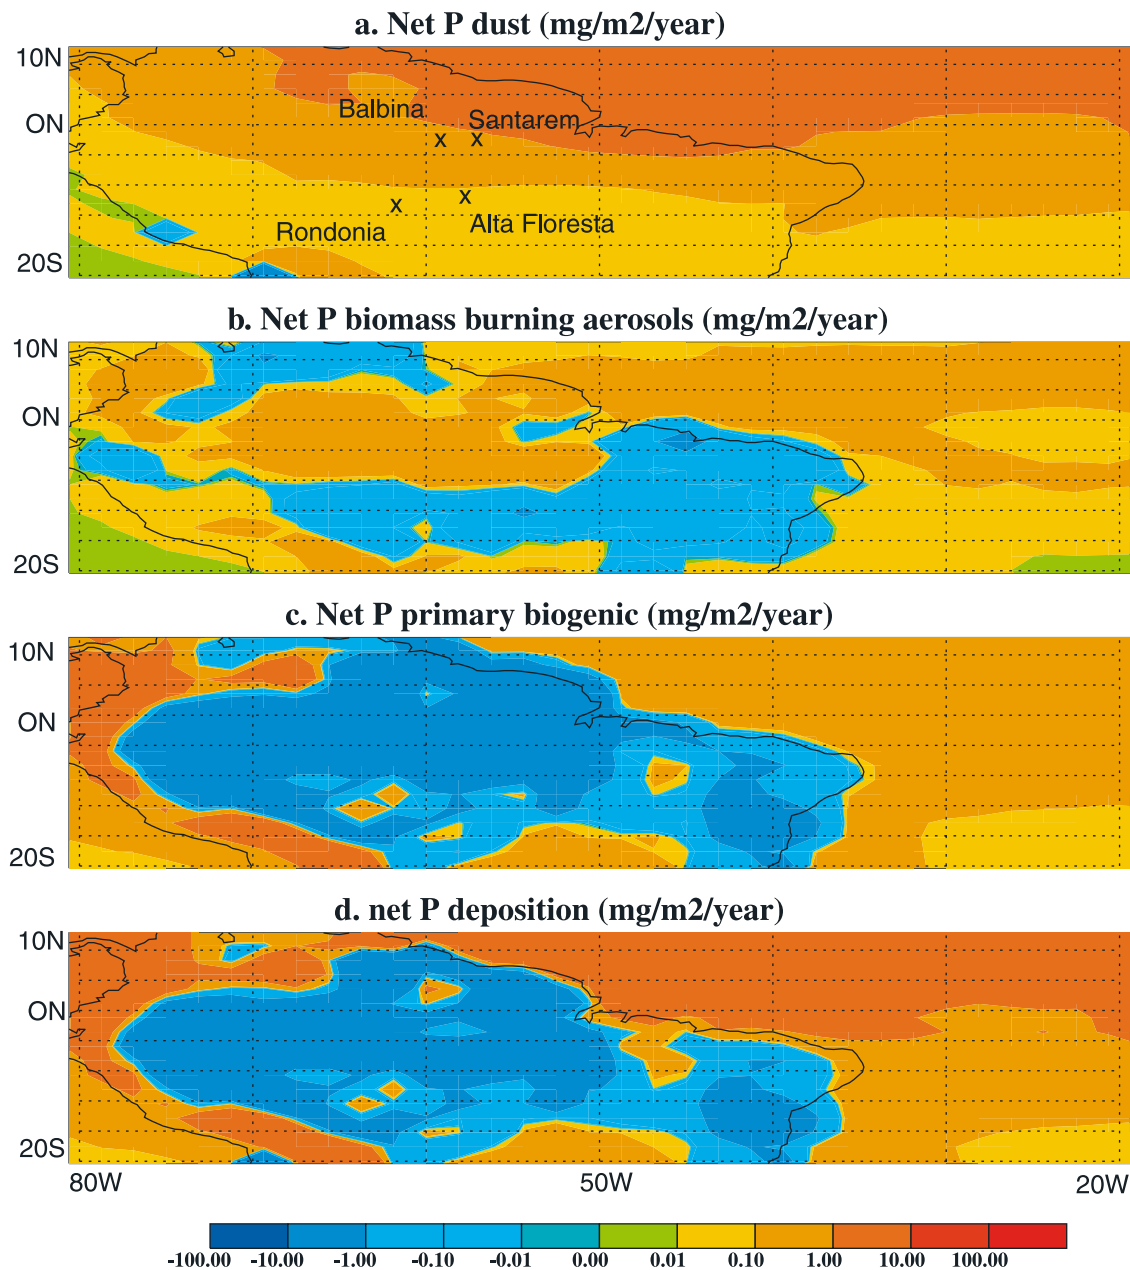 a. Net P dust (mg/m2/year)
10N
Balbina
Santarem
ON
x x
x
x
Alta Floresta
Rondonia
20S
b. Net P biomass burning aerosols (mg/m2/year)
10N
ON
20S
c. Net P primary biogenic (mg/m2/year)
10N
ON
20S
d. net P deposition (mg/m2/year)
10N
ON
20S
80W 50W 20W
-100.00 -10.00 -1.00 -0.10 -0.01 0.00 0.01 0.10 1.00 10.00 100.00